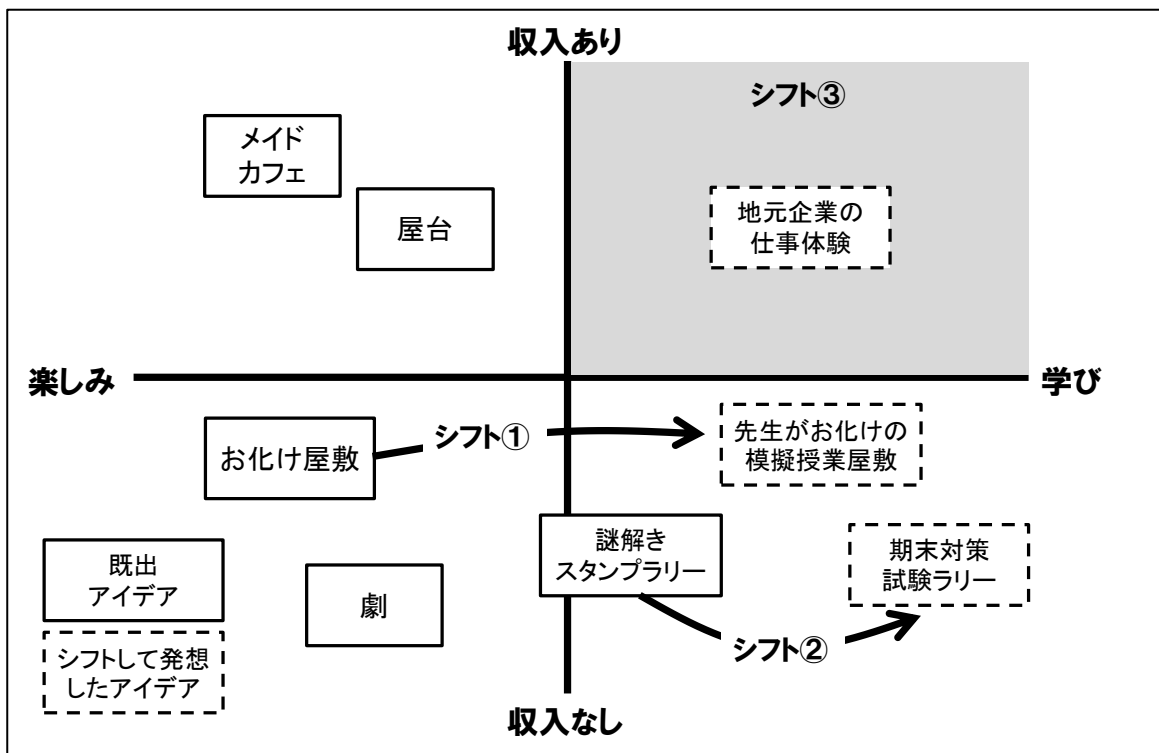 収入あり
シフト③
メイド
カフェ
屋台
地元企業の
仕事体験
楽しみ
学び
お化け屋敷
シフト①
先生がお化けの
模擬授業屋敷
謎解き
スタンプラリー
期末対策
試験ラリー
既出
アイデア
劇
シフトして発想
したアイデア
シフト②
収入なし